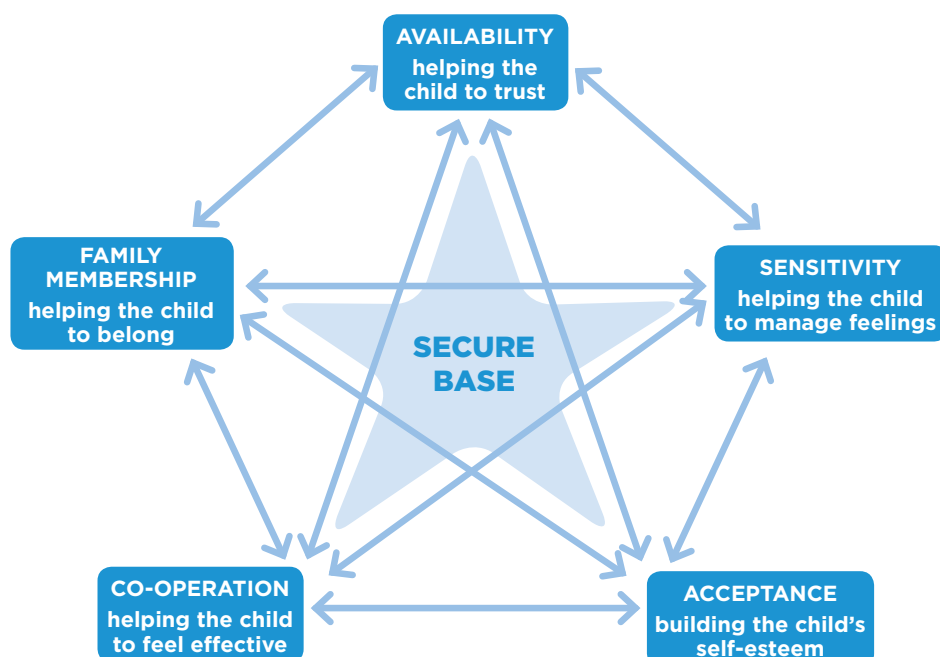 AVAILABILITY
helping the
child to trust
FAMILY
MEMBERSHIP
helping the child
to belong
SENSITIVITY
helping the child
to manage feelings
SECURE
BASE
CO-OPERATION
helping the child
to feel effective
ACCEPTANCE
building the child’s
self-esteem